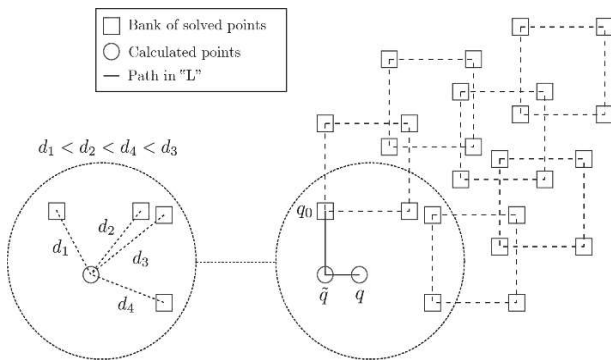 Bank of solved points
Calculated points
Path in "L"
d₁ < d₂ < d₄ < d₃
d₁
d₂
d₃
d₄
q₀
q̃
q